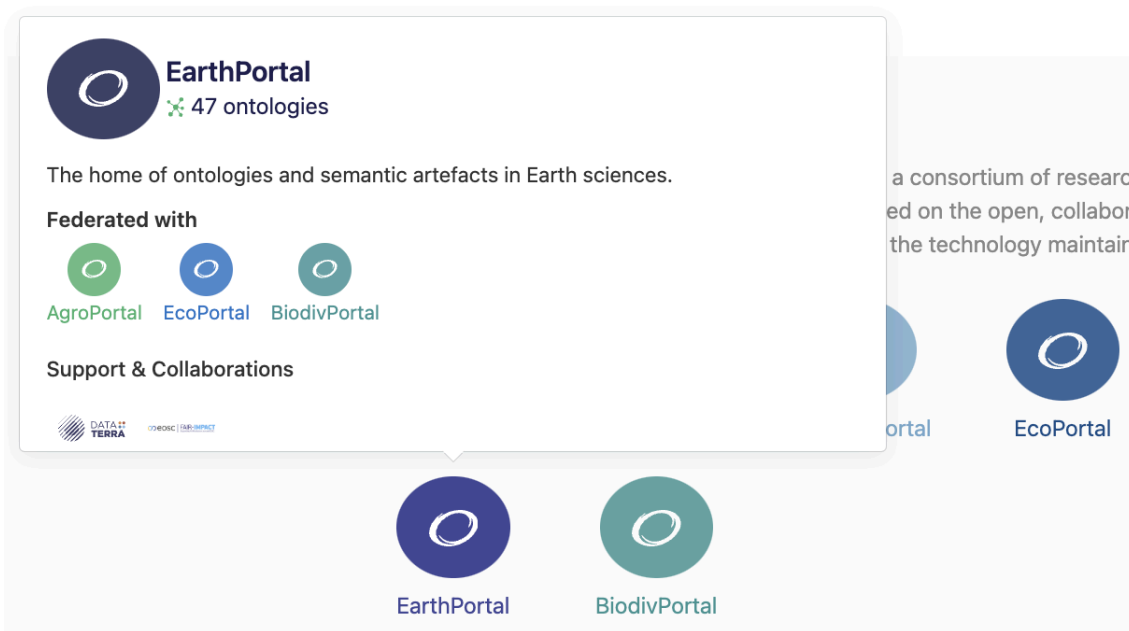 EarthPortal
47 ontologies
The home of ontologies and semantic artefacts in Earth sciences.
Federated with
AgroPortal EcoPortal BiodivPortal
Support & Collaborations
DATA TERRA
eosc | FAIR-IMPACT
a consortium of researc
ed on the open, collabor
the technology maintair
ortal
EcoPortal
EarthPortal BiodivPortal